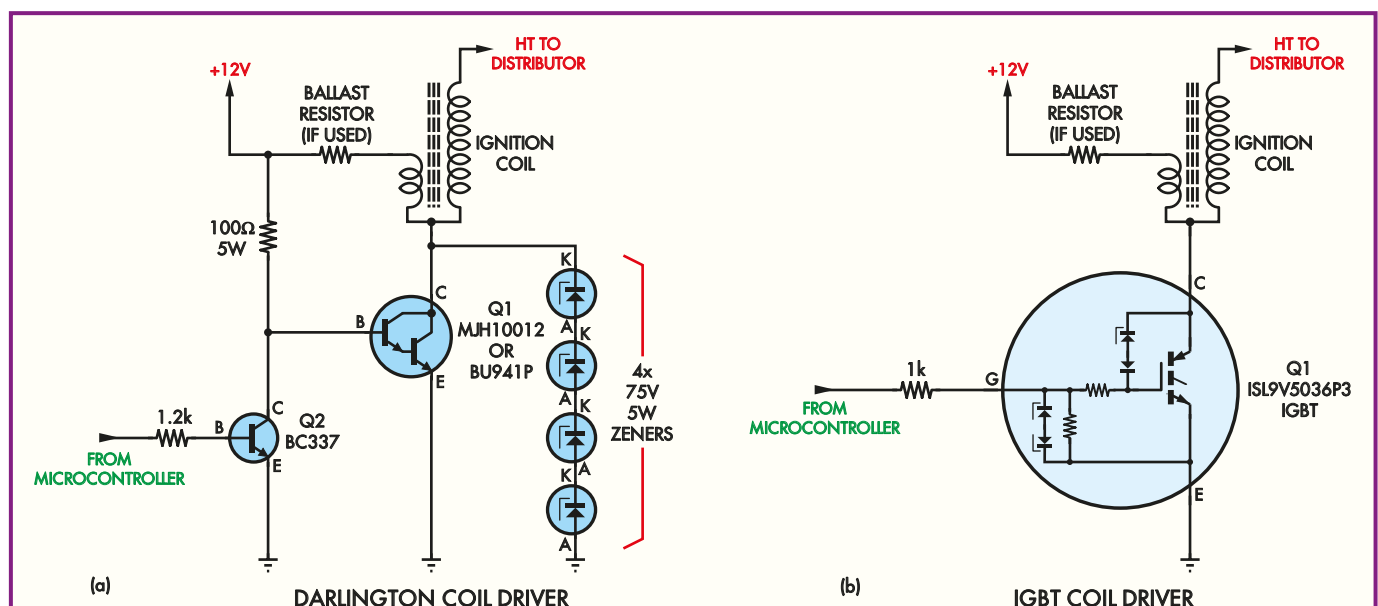 +12V
BALLAST
RESISTOR
(IF USED)
HT TO
DISTRIBUTOR
IGNITION
COIL
100Ω
5W
B
C
E
Q1
MJH10012
OR
BU941P
K
A
K
A
K
A
K
A
4x
75V
5W
ZENERS
1.2k
B
C
E
Q2
BC337
FROM
MICROCONTROLLER
(a)
DARLINGTON COIL DRIVER
+12V
BALLAST
RESISTOR
(IF USED)
HT TO
DISTRIBUTOR
IGNITION
COIL
C
1k
G
Q1
ISL9V5036P3
IGBT
FROM
MICROCONTROLLER
E
(b)
IGBT COIL DRIVER